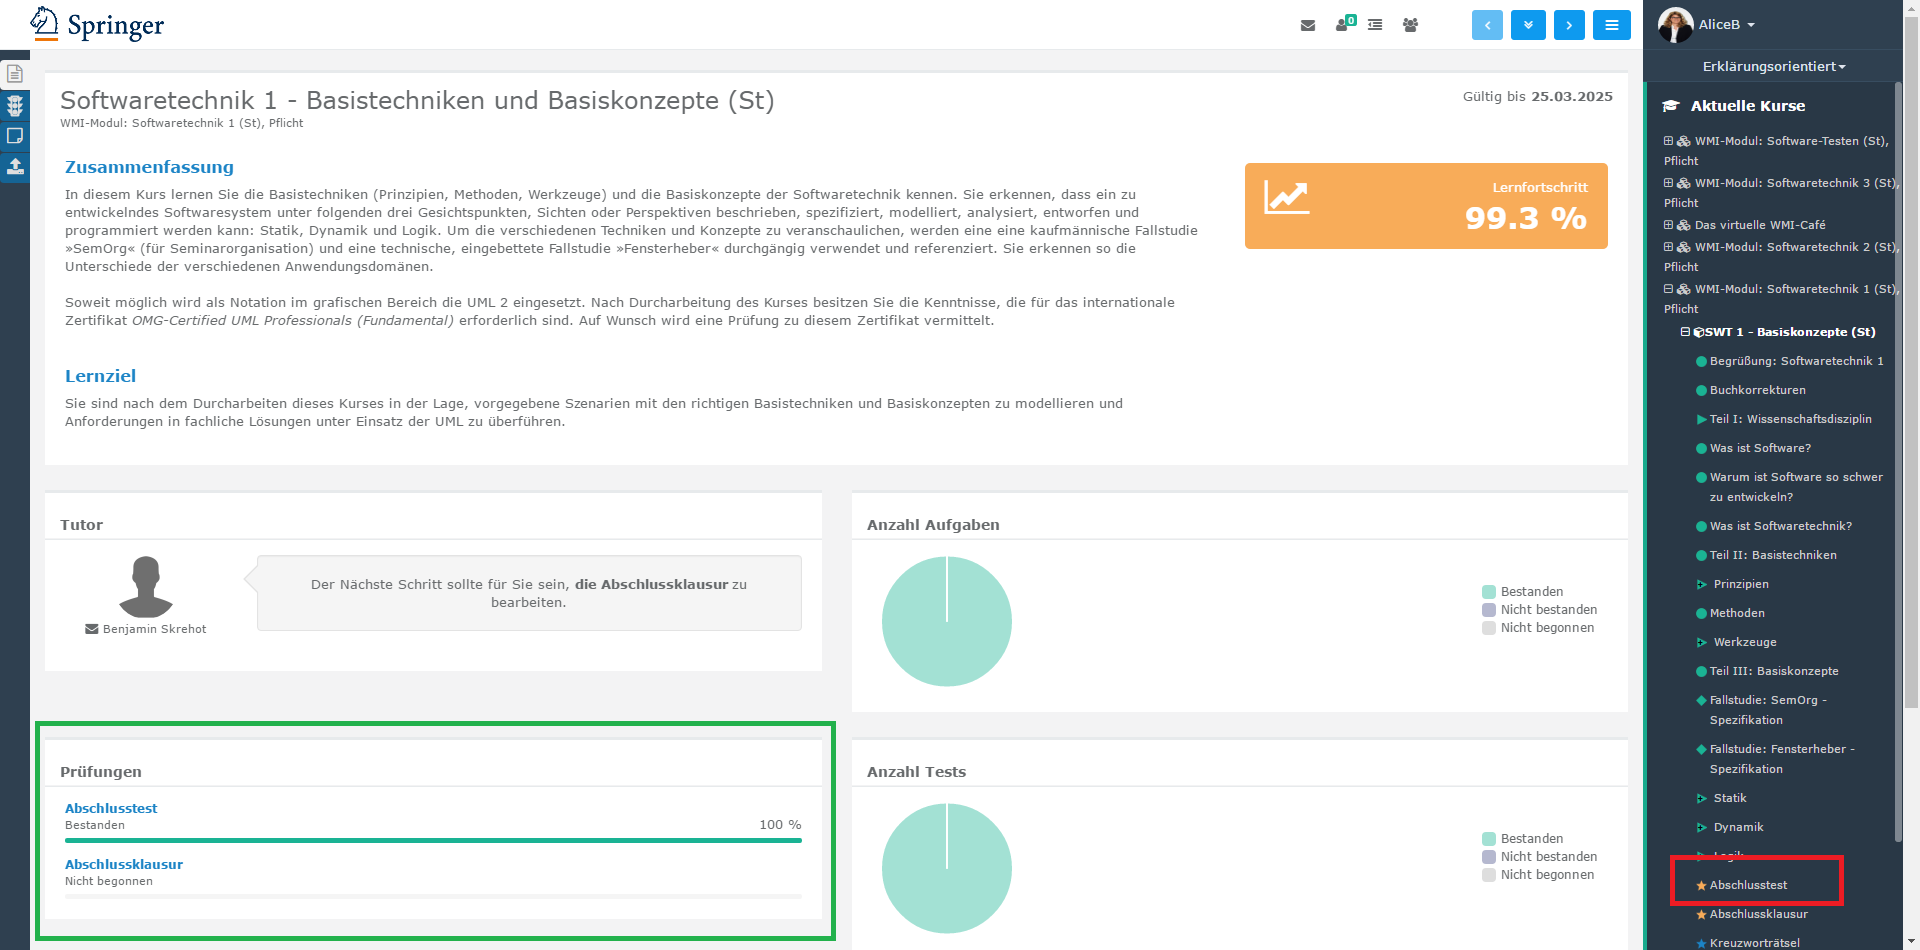 Springer
0
AliceB
Erklärungsorientiert
Softwaretechnik 1 - Basistechniken und Basiskonzepte (St)
WMI-Modul: Softwaretechnik 1 (St), Pflicht
Gültig bis 25.03.2025
Zusammenfassung
In diesem Kurs lernen Sie die Basistechniken (Prinzipien, Methoden, Werkzeuge) und die Basiskonzepte der Softwaretechnik kennen. Sie erkennen, dass ein zu
entwickelndes Softwaresystem unter folgenden drei Gesichtspunkten, Sichten oder Perspektiven beschrieben, spezifiziert, modelliert, analysiert, entworfen und
programmiert werden kann: Statik, Dynamik und Logik. Um die verschiedenen Techniken und Konzepte zu veranschaulichen, werden eine eine kaufmännische Fallstudie
»SemOrg« (für Seminarorganisation) und eine technische, eingebettete Fallstudie »Fensterheber« durchgängig verwendet und referenziert. Sie erkennen so die
Unterschiede der verschiedenen Anwendungsdomänen.
Soweit möglich wird als Notation im grafischen Bereich die UML 2 eingesetzt. Nach Durcharbeitung des Kurses besitzen Sie die Kenntnisse, die für das internationale
Zertifikat OMG-Certified UML Professionals (Fundamental) erforderlich sind. Auf Wunsch wird eine Prüfung zu diesem Zertifikat vermittelt.
Lernfortschritt
99.3 %
Lernziel
Sie sind nach dem Durcharbeiten dieses Kurses in der Lage, vorgegebene Szenarien mit den richtigen Basistechniken und Basiskonzepten zu modellieren und
Anforderungen in fachliche Lösungen unter Einsatz der UML zu überführen.
Tutor
Der Nächste Schritt sollte für Sie sein, die Abschlussklausur zu
bearbeiten.
Benjamin Skrehot
Anzahl Aufgaben
Bestanden
Nicht bestanden
Nicht begonnen
Prüfungen
Abschlusstest
Bestanden
100 %
Abschlussklausur
Nicht begonnen
Anzahl Tests
Bestanden
Nicht bestanden
Nicht begonnen
Aktuelle Kurse
WMI-Modul: Software-Testen (St),
Pflicht
WMI-Modul: Softwaretechnik 3 (St),
Pflicht
Das virtuelle WMI-Café
WMI-Modul: Softwaretechnik 2 (St),
Pflicht
WMI-Modul: Softwaretechnik 1 (St),
Pflicht
SWT 1 - Basiskonzepte (St)
Begrüßung: Softwaretechnik 1
Buchkorrekturen
Teil I: Wissenschaftsdisziplin
Was ist Software?
Warum ist Software so schwer
zu entwickeln?
Was ist Softwaretechnik?
Teil II: Basistechniken
Prinzipien
Methoden
Werkzeuge
Teil III: Basiskonzepte
Fallstudie: SemOrg -
Spezifikation
Fallstudie: Fensterheber -
Spezifikation
Statik
Dynamik
Logik
Abschlusstest
Abschlussklausur
Kreuzworträtsel